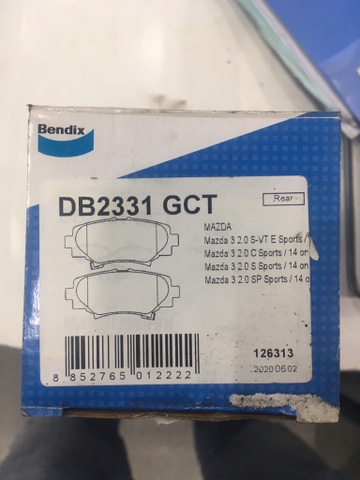 Bendix
DB2331 GCT
Rear
MAZDA
Mazda 3 2.0 S-VT E Sports /
Mazda 3 2.0 C Sports / 14 on
Mazda 3 2.0 S Sports / 14 on
Mazda 3 2.0 SP Sports / 14 on
8 852765 012222
126313
20200602